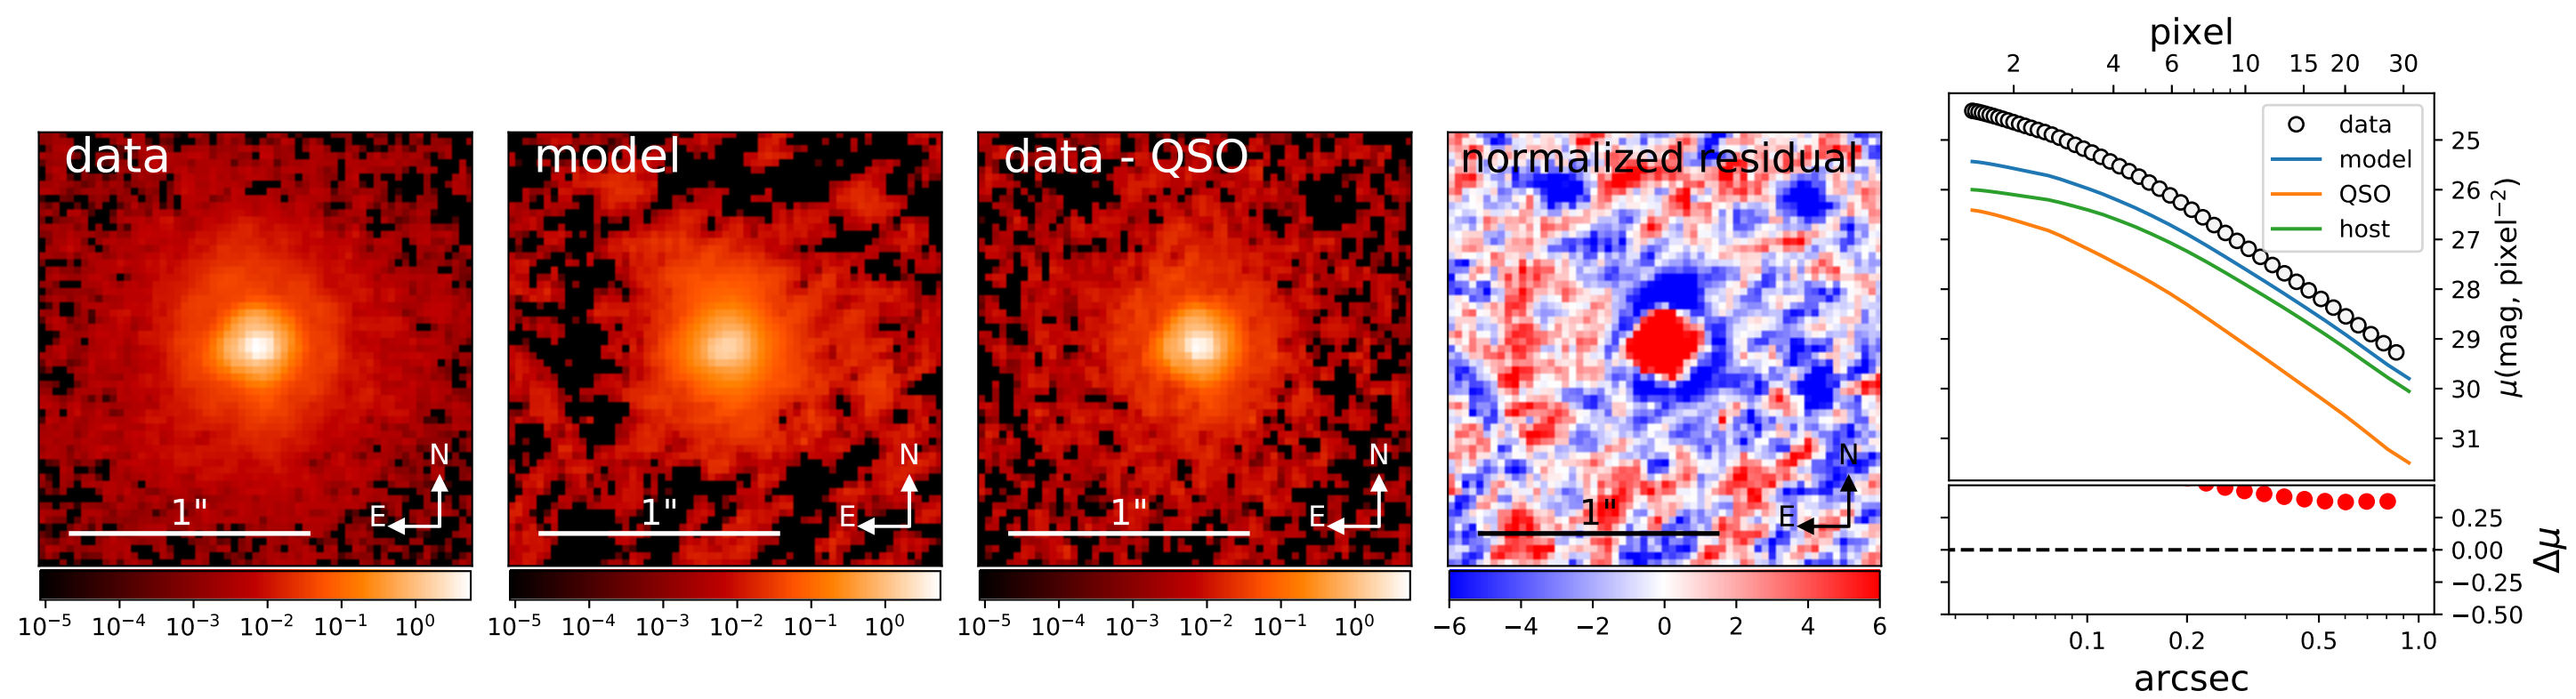 data
N
E
1"
10⁻⁵ 10⁻⁴ 10⁻³ 10⁻² 10⁻¹ 10⁰
model
N
E
1"
10⁻⁵ 10⁻⁴ 10⁻³ 10⁻² 10⁻¹ 10⁰
data - QSO
N
E
1"
10⁻⁵ 10⁻⁴ 10⁻³ 10⁻² 10⁻¹ 10⁰
normalized residual
N
E
1"
−6 −4 −2 0 2 4 6
pixel
2 4 6 10 15 20 30
data
model
QSO
host
25
26
27
28
29
30
31
μ(mag, pixel⁻²)
0.25
0.00
−0.25
−0.50
Δμ
0.1 0.2 0.5 1.0
arcsec